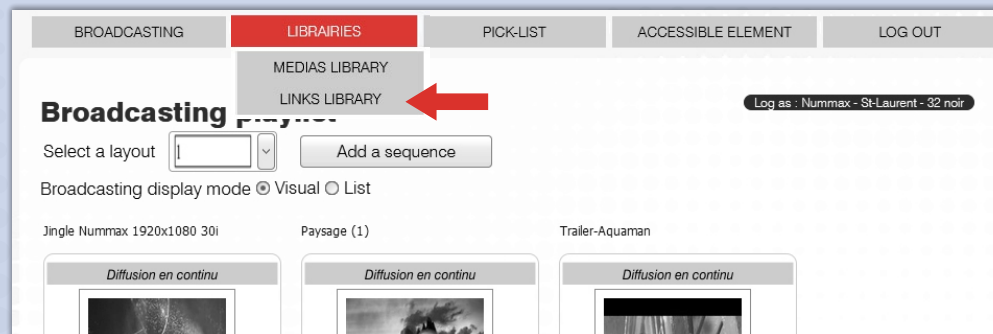 BROADCASTING LIBRAIRIES PICK-LIST ACCESSIBLE ELEMENT LOG OUT
MEDIAS LIBRARY
LINKS LIBRARY
Log as : Nummax - St-Laurent - 32 noir
Broadcasting playlist
Select a layout 1 Add a sequence
Broadcasting display mode Visual List
Jingle Nummax 1920x1080 30i Paysage (1) Trailer-Aquaman
Diffusion en continu Diffusion en continu Diffusion en continu